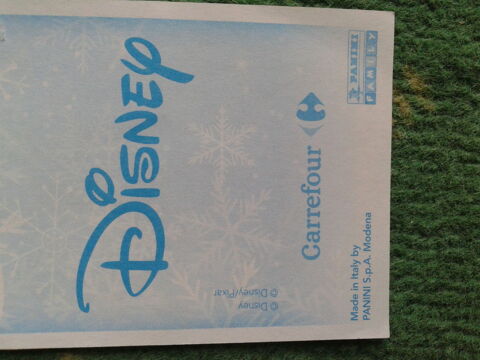 DISNEY
Carrefour
PANINI
FAMILY
© Disney
© Disney/Pixar
Made in Italy by
PANINI S.p.A. Modena